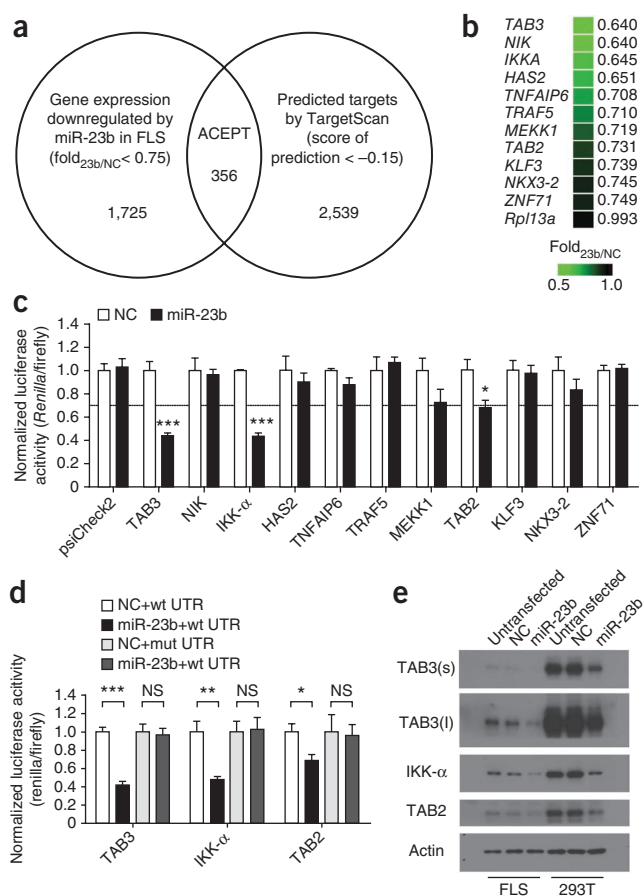 a
Gene expression
downregulated by
miR-23b in FLS
(fold23b/NC< 0.75)
1,725
ACEPT
356
Predicted targets
by TargetScan
(score of
prediction < –0.15)
2,539
b
TAB3 0.640
NIK 0.640
IKKA 0.645
HAS2 0.651
TNFAIP6 0.708
TRAF5 0.710
MEKK1 0.719
TAB2 0.731
KLF3 0.739
NKX3-2 0.745
ZNF71 0.749
Rpl13a 0.993
Fold23b/NC
0.5 1.0
c
NC miR-23b
Normalized luciferase
acitivity (Renilla/firefly)
1.4
1.2
1.0
0.8
0.6
0.4
0.2
0
*** *** *
psiCheck2
TAB3
NIK
IKK-α
HAS2
TNFAIP6
TRAF5
MEKK1
TAB2
KLF3
NKX3-2
ZNF71
d
NC+wt UTR
miR-23b+wt UTR
NC+mut UTR
miR-23b+wt UTR
Normalized luciferase acitivity
(renilla/firefly)
1.4
1.2
1.0
0.8
0.6
0.4
0.2
0
*** NS ** NS * NS
TAB3
IKK-α
TAB2
e
Untransfected
NC
miR-23b
Untransfected
NC
miR-23b
TAB3(s)
TAB3(l)
IKK-α
TAB2
Actin
FLS 293T